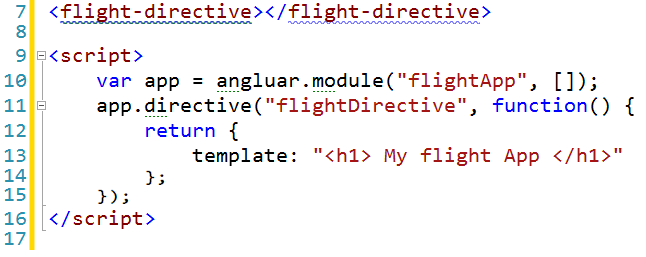 7 <flight-directive></flight-directive>
8
9 <script>
10 var app = angluar.module("flightApp", []);
11 app.directive("flightDirective", function() {
12 return {
13 template: "<h1> My flight App </h1>"
14 };
15 });
16 </script>
17